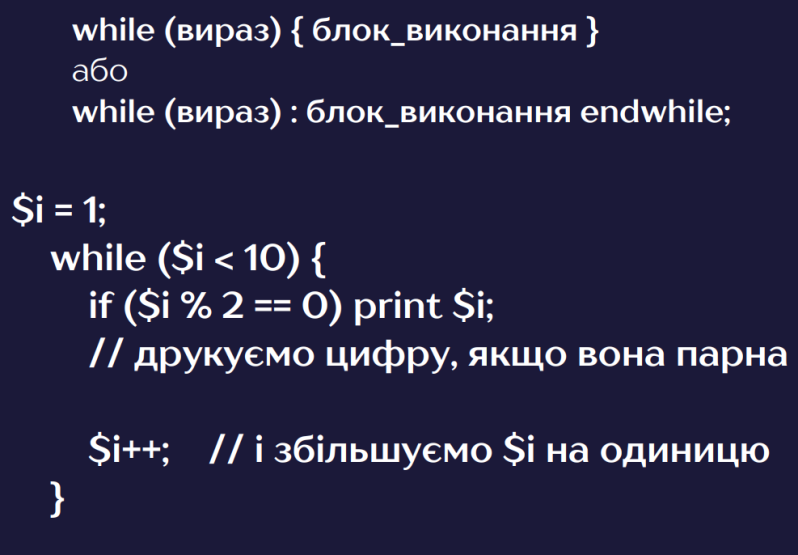 while (вираз) { блок_виконання }
або
while (вираз) : блок_виконання endwhile;
$i = 1;
while ($i < 10) {
if ($i % 2 == 0) print $i;
// друкуємо цифру, якщо вона парна
$i++; // і збільшуємо $i на одиницю
}